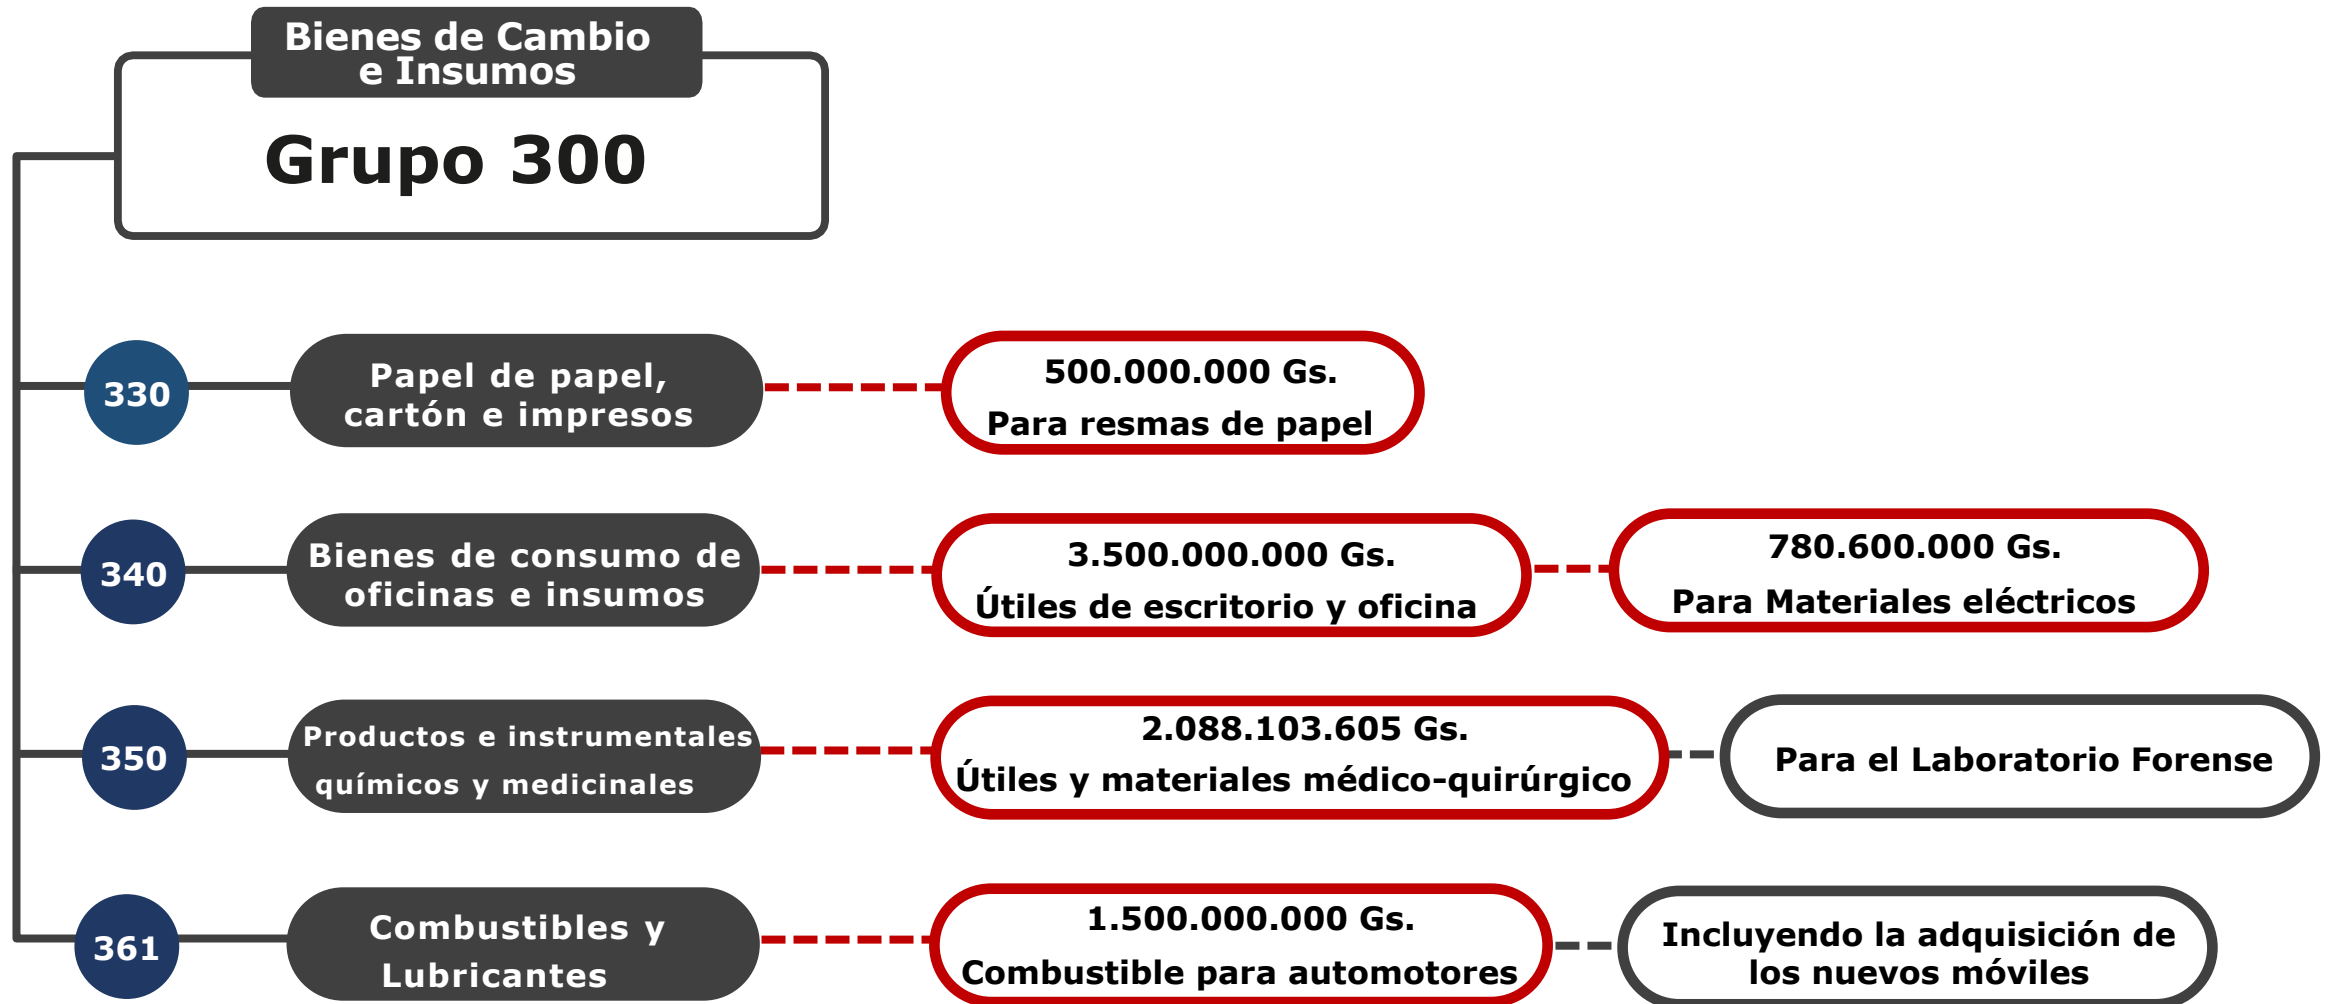 Bienes de Cambio
e Insumos
Grupo 300
330
Papel de papel,
cartón e impresos
500.000.000 Gs.
Para resmas de papel
340
Bienes de consumo de
oficinas e insumos
3.500.000.000 Gs.
Útiles de escritorio y oficina
780.600.000 Gs.
Para Materiales eléctricos
350
Productos e instrumentales
químicos y medicinales
2.088.103.605 Gs.
Útiles y materiales médico-quirúrgico
Para el Laboratorio Forense
361
Combustibles y
Lubricantes
1.500.000.000 Gs.
Combustible para automotores
Incluyendo la adquisición de
los nuevos móviles